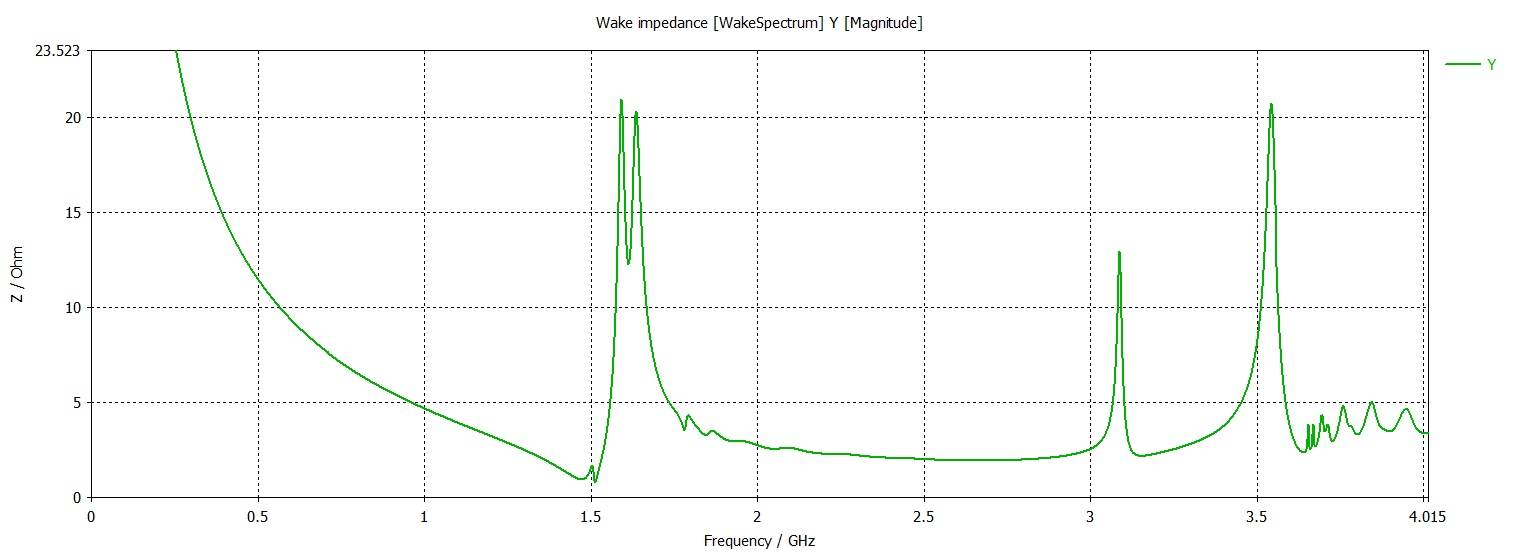 Wake impedance [WakeSpectrum] Y [Magnitude]
23.523
Y
20
15
Z / Ohm
10
5
0
0 0.5 1 1.5 2 2.5 3 3.5 4.015
Frequency / GHz